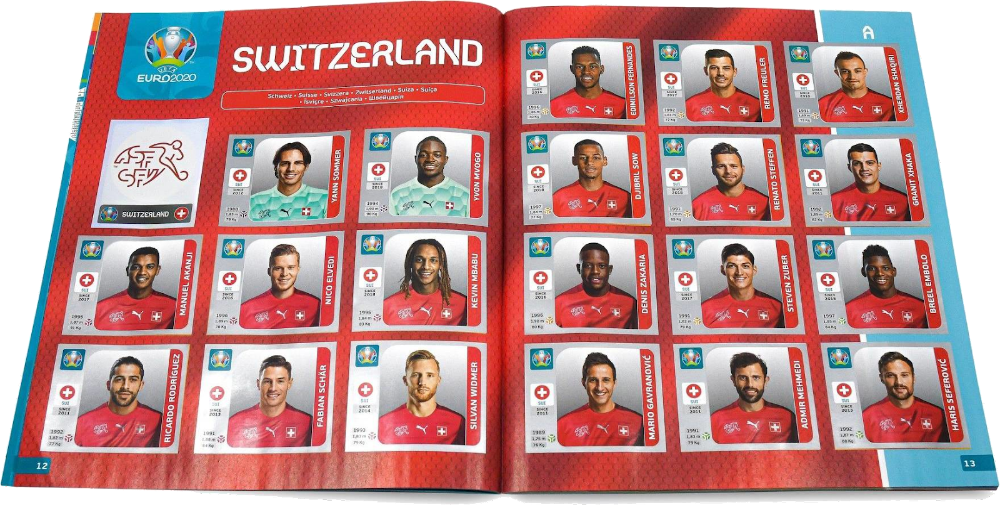 UEFA
EURO2020
SWITZERLAND
Schweiz • Suisse • Svizzera • Zwitserland • Suiza • Suíça
• İsviçre • Szwajcaria • Швейцарія
ASF
SFV
SWITZERLAND
SUI
SINCE
2012
1988
1,83 m
79 Kg
YANN SOMMER
SUI
SINCE
2018
1994
1,90 m
90 Kg
YVON MVOGO
SUI
SINCE
2017
1995
1,87 m
91 Kg
MANUEL AKANJI
SUI
SINCE
2016
1996
1,89 m
78 Kg
NICO ELVEDI
SUI
SINCE
2018
1995
1,84 m
83 Kg
KEVIN MBABU
SUI
SINCE
2011
1992
1,82 m
77 Kg
RICARDO RODRÍGUEZ
SUI
SINCE
2013
1991
1,88 m
84 Kg
FABIAN SCHÄR
SUI
SINCE
2014
1993
1,83 m
79 Kg
SILVAN WIDMER
12
A
SUI
SINCE
2016
1996
1,85 m
70 Kg
EDIMILSON FERNANDES
SUI
SINCE
2017
1992
1,81 m
77 Kg
REMO FREULER
SUI
SINCE
2010
1991
1,69 m
72 Kg
XHERDAN SHAQIRI
SUI
SINCE
2018
1997
1,84 m
77 Kg
DJIBRIL SOW
SUI
SINCE
2015
1991
1,70 m
65 Kg
RENATO STEFFEN
SUI
SINCE
2011
1992
1,85 m
82 Kg
GRANIT XHAKA
SUI
SINCE
2016
1996
1,90 m
80 Kg
DENIS ZAKARIA
SUI
SINCE
2017
1991
1,82 m
79 Kg
STEVEN ZUBER
SUI
SINCE
2015
1997
1,85 m
84 Kg
BREEL EMBOLO
SUI
SINCE
2011
1989
1,75 m
76 Kg
MARIO GAVRANOVIĆ
SUI
SINCE
2011
1991
1,83 m
79 Kg
ADMIR MEHMEDI
SUI
SINCE
2013
1992
1,87 m
88 Kg
HARIS SEFEROVIĆ
13